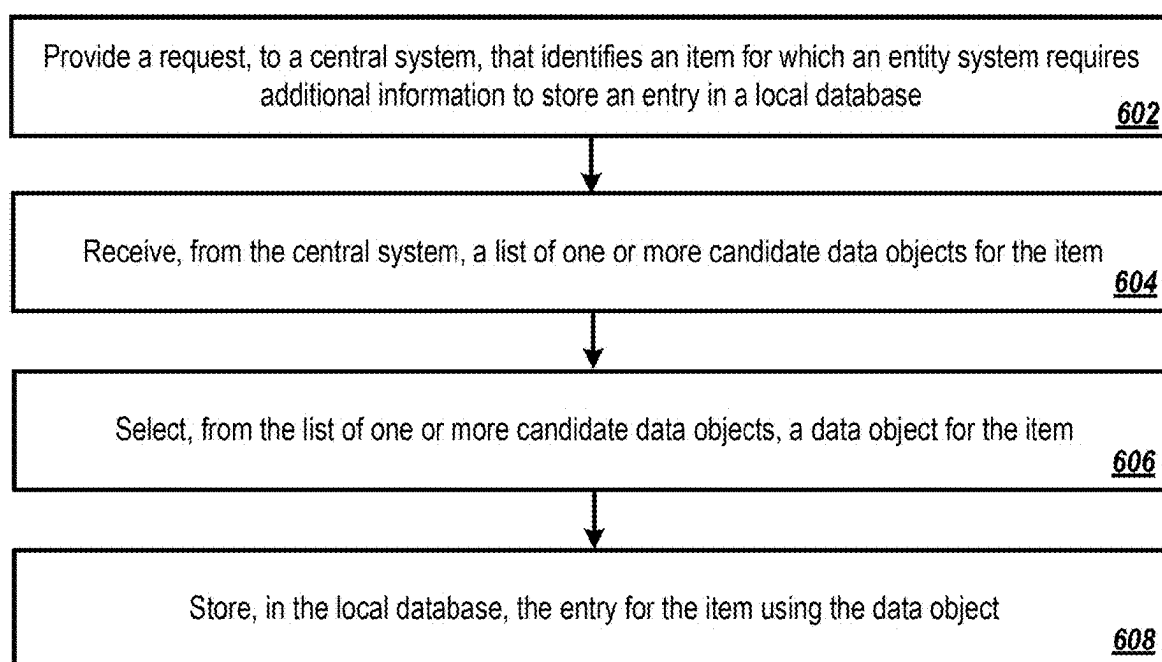 Provide a request, to a central system, that identifies an item for which an entity system requires
additional information to store an entry in a local database
602
Receive, from the central system, a list of one or more candidate data objects for the item
604
Select, from the list of one or more candidate data objects, a data object for the item
606
Store, in the local database, the entry for the item using the data object
608